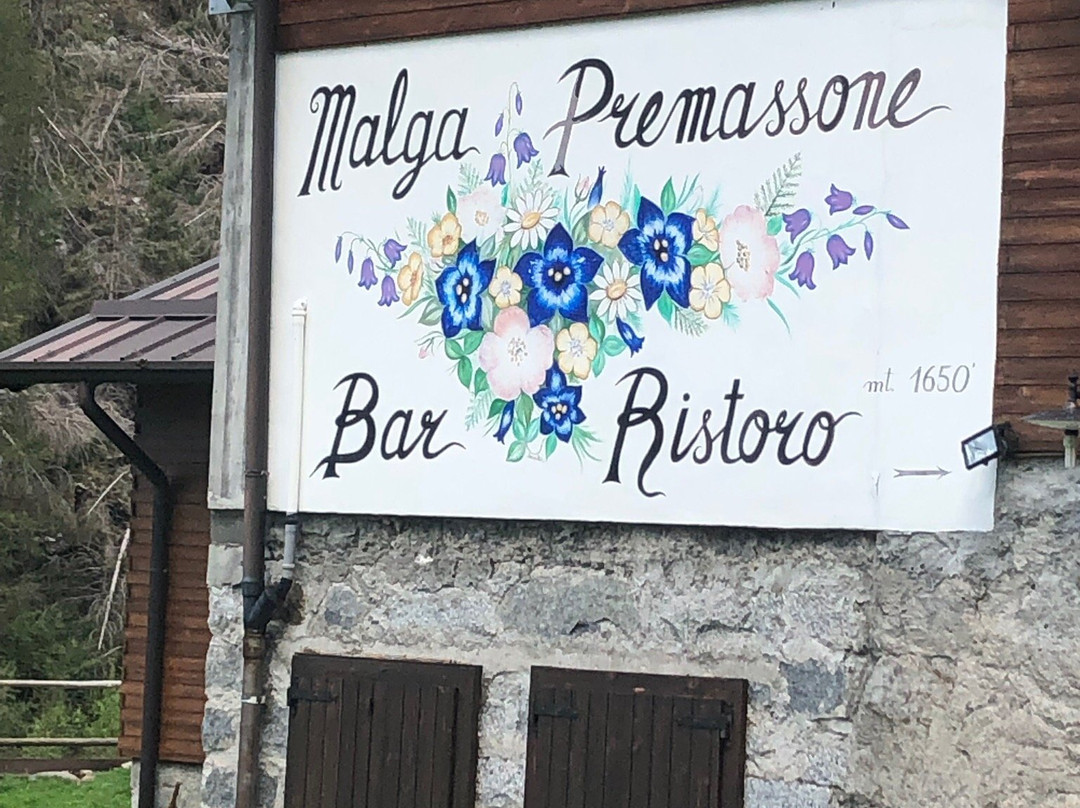 Malga Premassone
Bar Ristoro
mt. 1650'